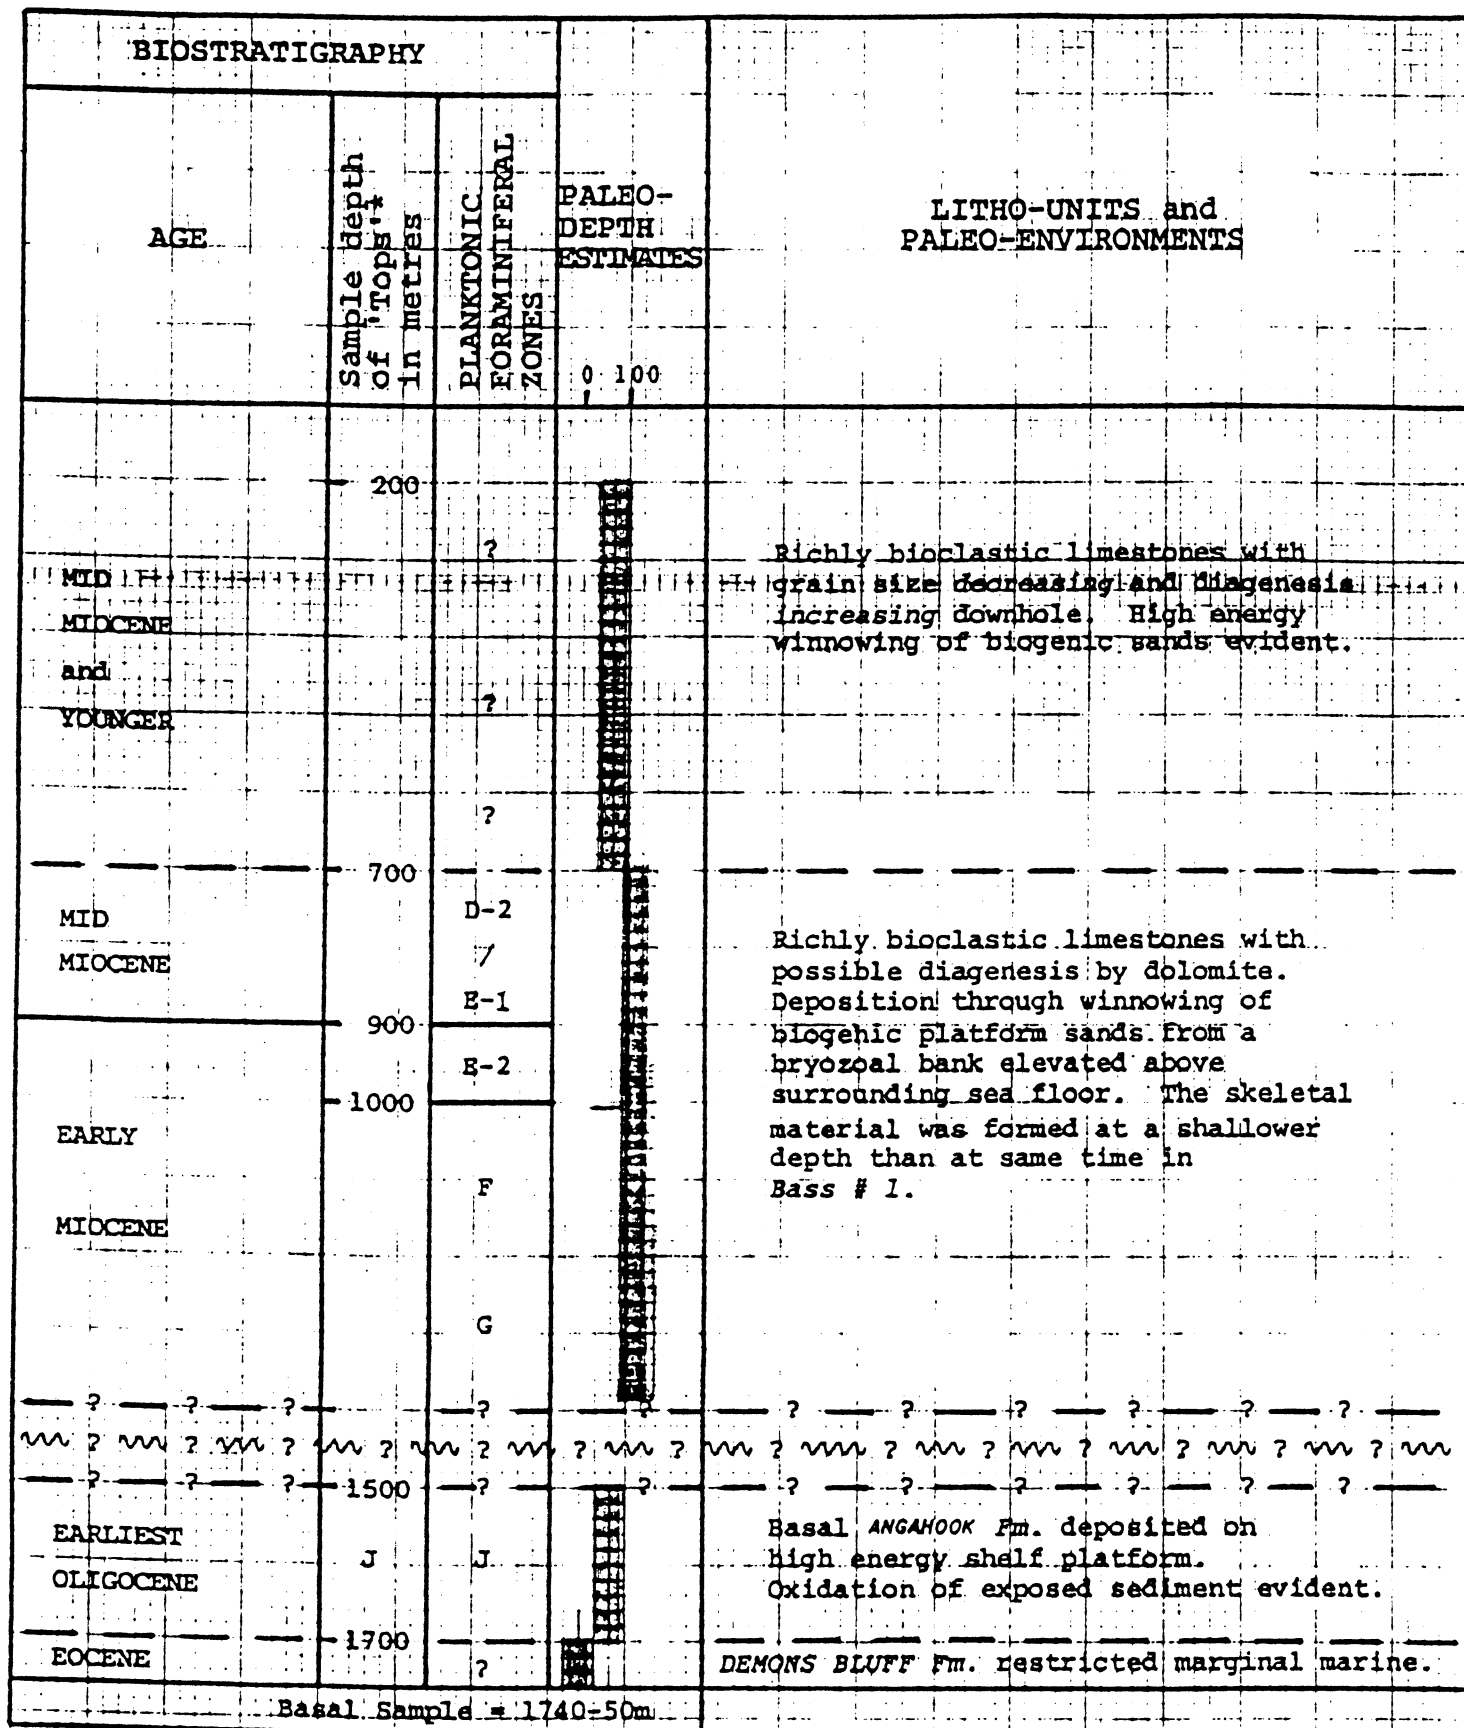 BIOSTRATIGRAPHY
AGE
Sample depth
of 'Tops'*
in metres
PLANKTONIC
FORAMINIFERAL
ZONES
PALEO-
DEPTH
ESTIMATES
0 100
LITHO-UNITS and
PALEO-ENVIRONMENTS
200
?
MID
MIOCENE
and
YOUNGER
?
?
Richly bioclastic limestones with
grain size decreasing and diagenesis
increasing downhole. High energy
winnowing of biogenic sands evident.
700
MID
MIOCENE
D-2
/
E-1
900
E-2
1000
EARLY
MIOCENE
F
G
Richly bioclastic limestones with
possible diagenesis by dolomite.
Deposition through winnowing of
biogenic platform sands from a
bryozoal bank elevated above
surrounding sea floor. The skeletal
material was formed at a shallower
depth than at same time in
Bass # 1.
? ? ? ? ? ? ? ? ? ? ?
? ? ? ? ? ? ? ? ? ? ? ? ? ?
? ? ? 1500 ? ? ? ? ? ? ? ?
EARLIEST
OLIGOCENE
J
J
Basal ANGAHOOK Fm. deposited on
high energy shelf platform.
Oxidation of exposed sediment evident.
1700
EOCENE
?
DEMONS BLUFF Fm. restricted marginal marine.
Basal Sample = 1740-50m